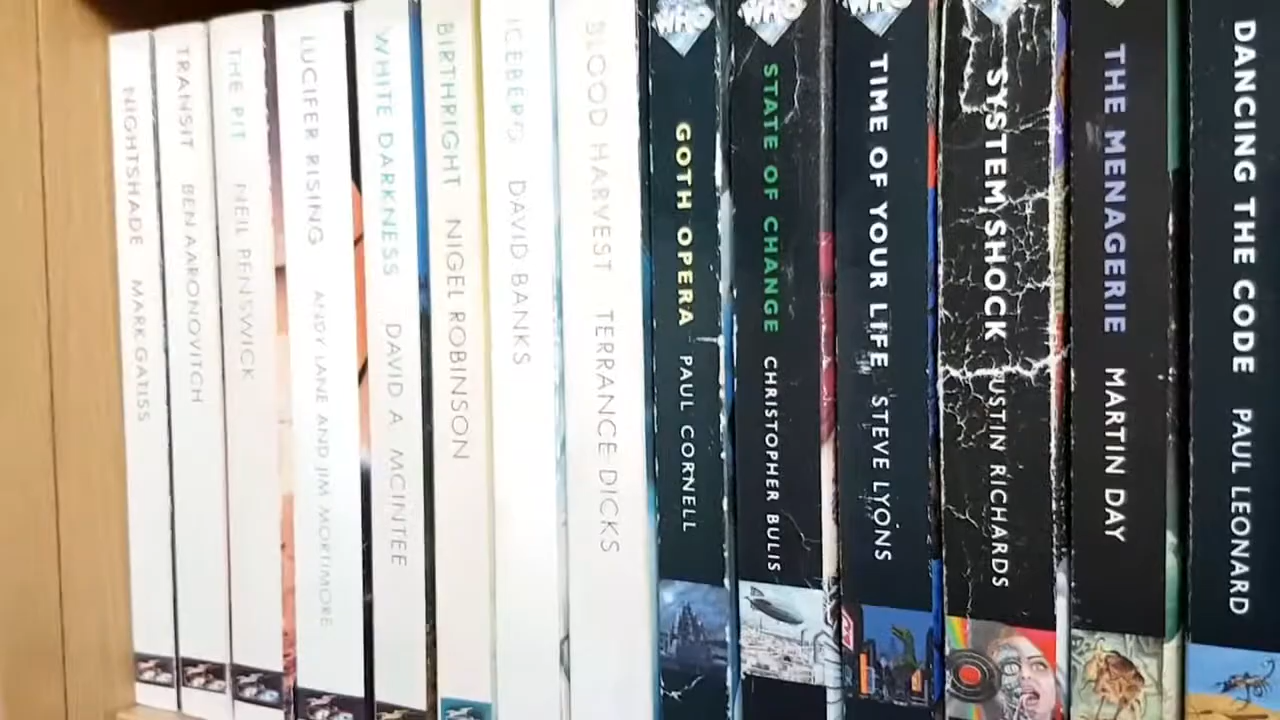 NIGHTSHADE MARK GATISS
TRANSIT BEN AARONOVITCH
THE PIT NEIL PENSWICK
LUCIFER RISING ANDY LANE AND JIM MORTIMORE
WHITE DARKNESS DAVID A MCINTEE
BIRTHRIGHT NIGEL ROBINSON
ICEBERG DAVID BANKS
BLOOD HARVEST TERRANCE DICKS
WHO
GOTH OPERA PAUL CORNELL
WHO
STATE OF CHANGE CHRISTOPHER BULIS
WHO
TIME OF YOUR LIFE STEVE LYONS
SYSTEM SHOCK JUSTIN RICHARDS
THE MENAGERIE MARTIN DAY
DANCING THE CODE PAUL LEONARD